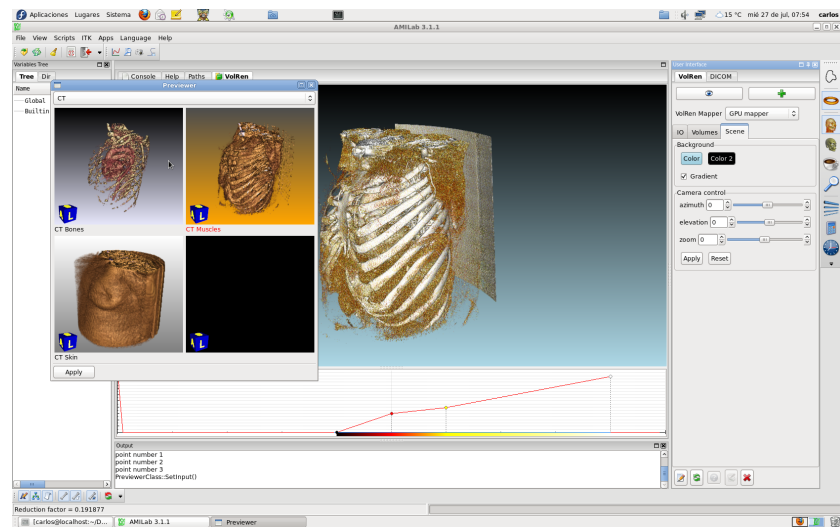 Aplicaciones Lugares Sistema
15 °C mié 27 de jul, 07:54 carlos
AMILab 3.1.1
File View Scripts ITK Apps Language Help
Variables Tree
Tree Dir
Name
Global
Builtin
Console Help Paths VolRen
Previewer
CT
CT Bones
CT Muscles
CT Skin
Apply
User Interface
VolRen DICOM
VolRen Mapper GPU mapper
IO Volumes Scene
Background
Color Color 2
Gradient
Camera control
azimuth 0
elevation 0
zoom 0
Apply Reset
Output
point number 1
point number 2
point number 3
PreviewerClass::SetInput()
Reduction factor = 0.191877
[carlos@localhost:~/D... AMILab 3.1.1 Previewer